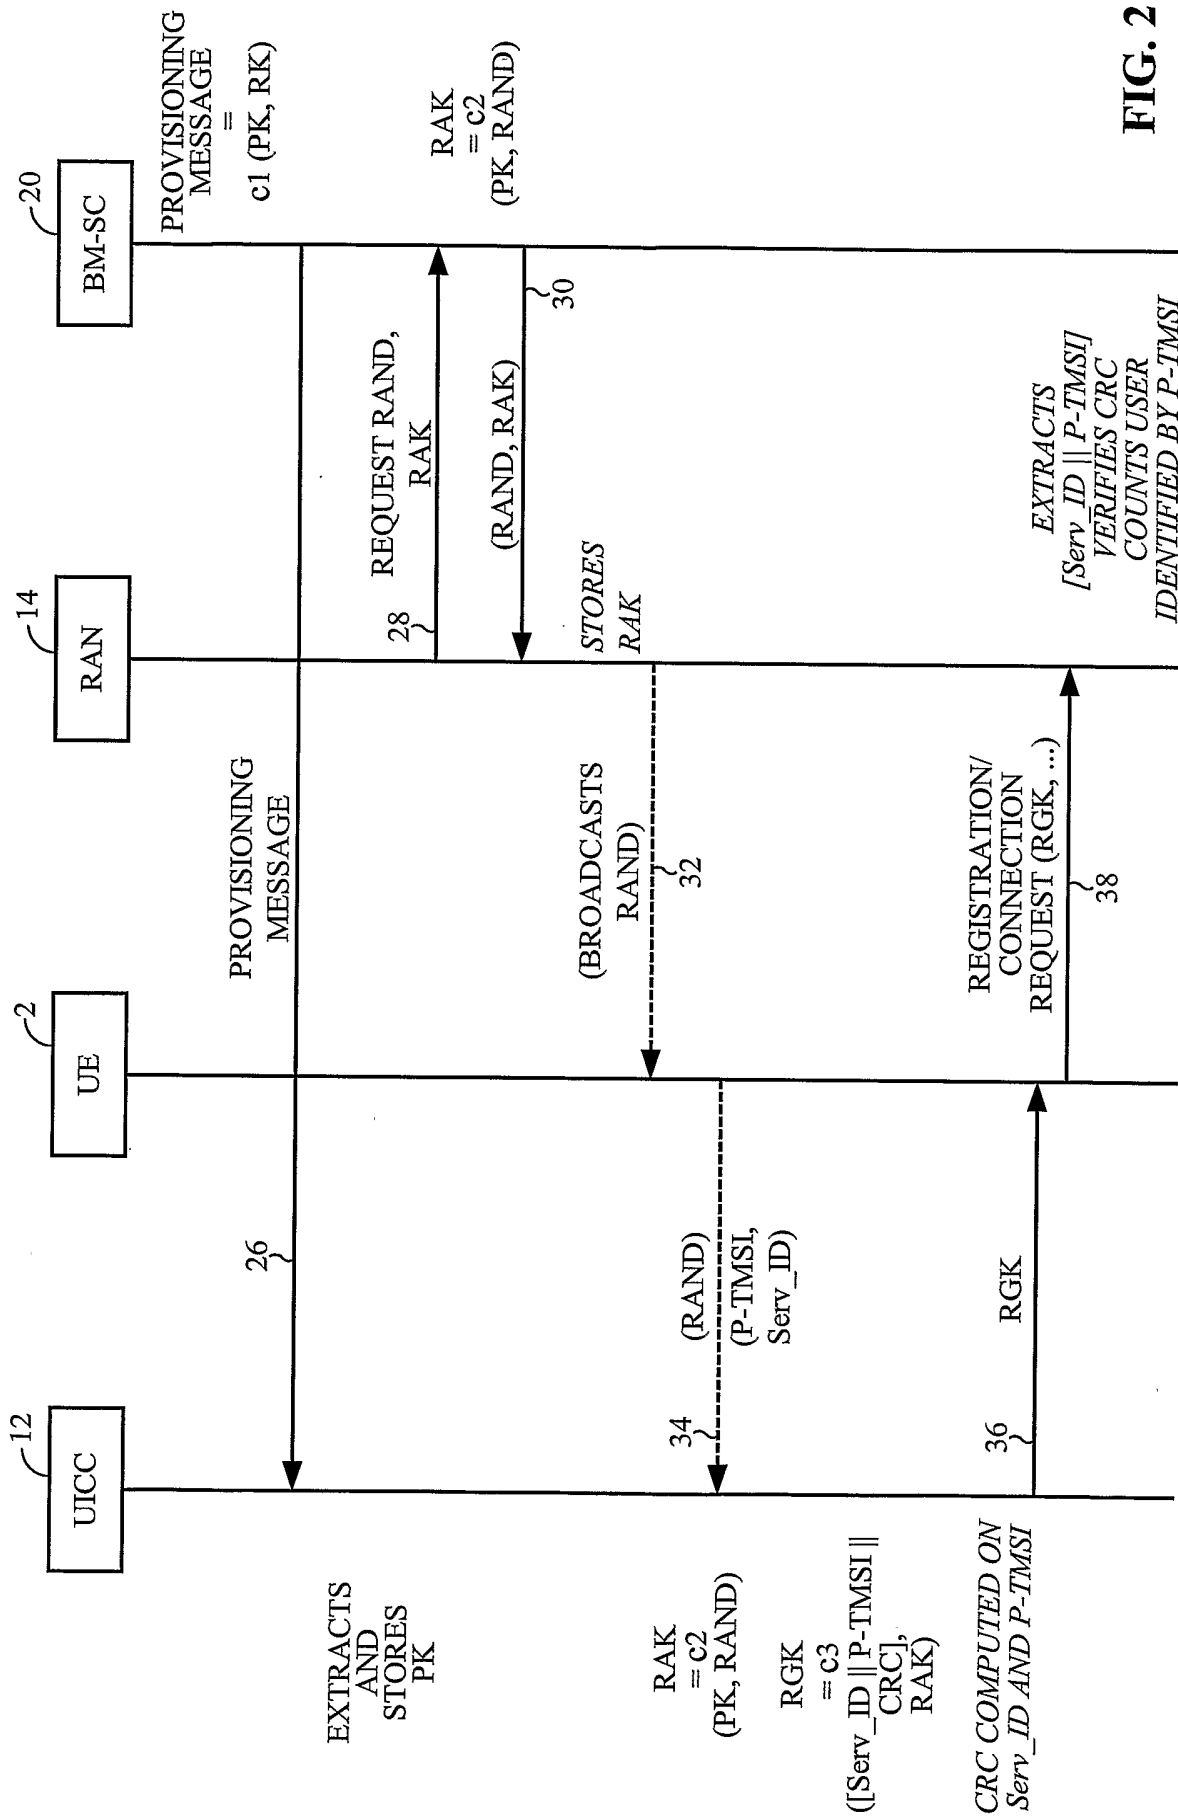 UICC
12
UE
2
RAN
14
BM-SC
20
PROVISIONING
MESSAGE
=
c1 (PK, RK)
26
PROVISIONING
MESSAGE
EXTRACTS
AND
STORES
PK
28
REQUEST RAND,
RAK
RAK
= c2
(PK, RAND)
(RAND, RAK)
30
STORES
RAK
(BROADCASTS
RAND)
32
RAK
= c2
(PK, RAND)
34
(RAND)
(P-TMSI,
Serv_ID)
RGK
= c3
([Serv_ID || P-TMSI ||
CRC],
RAK)
CRC COMPUTED ON
Serv_ID AND P-TMSI
36
RGK
REGISTRATION/
CONNECTION
REQUEST (RGK, ...)
38
EXTRACTS
[Serv_ID || P-TMSI]
VERIFIES CRC
COUNTS USER
IDENTIFIED BY P-TMSI
FIG. 2